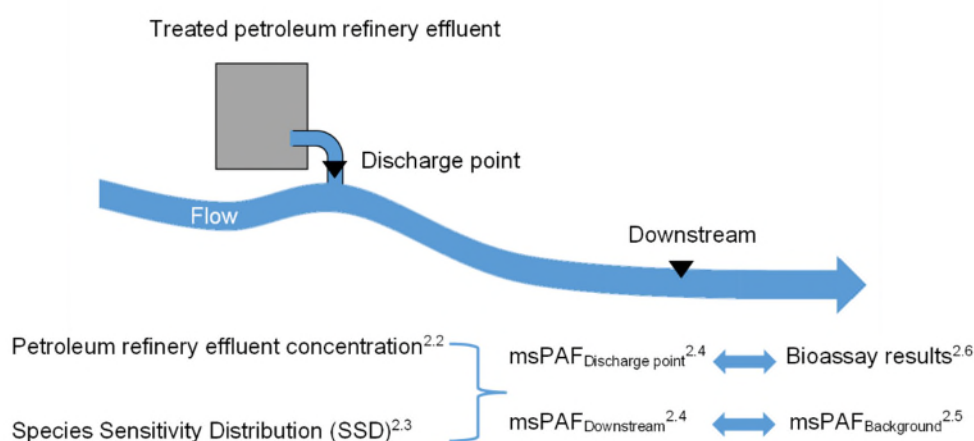 Treated petroleum refinery effluent
Discharge point
Flow
Downstream
Petroleum refinery effluent concentration2.2
msPAFDischarge point2.4
Bioassay results2.6
Species Sensitivity Distribution (SSD)2.3
msPAFDownstream2.4
msPAFBackground2.5